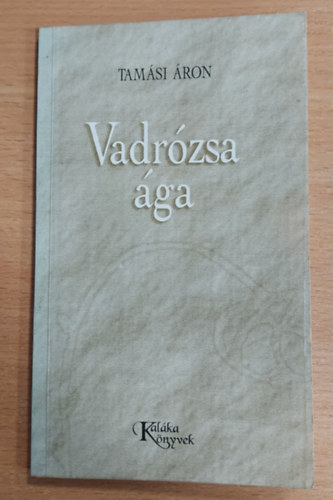 TAMÁSI ÁRON
Vadrózsa
ága
Kaláka
Könyvek